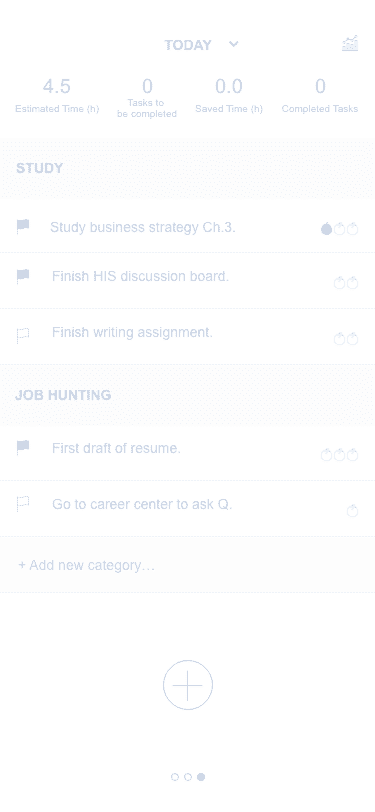 TODAY
4.5 0 0.0 0
Estimated Time (h) Tasks to be completed Saved Time (h) Completed Tasks
STUDY
Study business strategy Ch.3.
Finish HIS discussion board.
Finish writing assignment.
JOB HUNTING
First draft of resume.
Go to career center to ask Q.
+ Add new category...